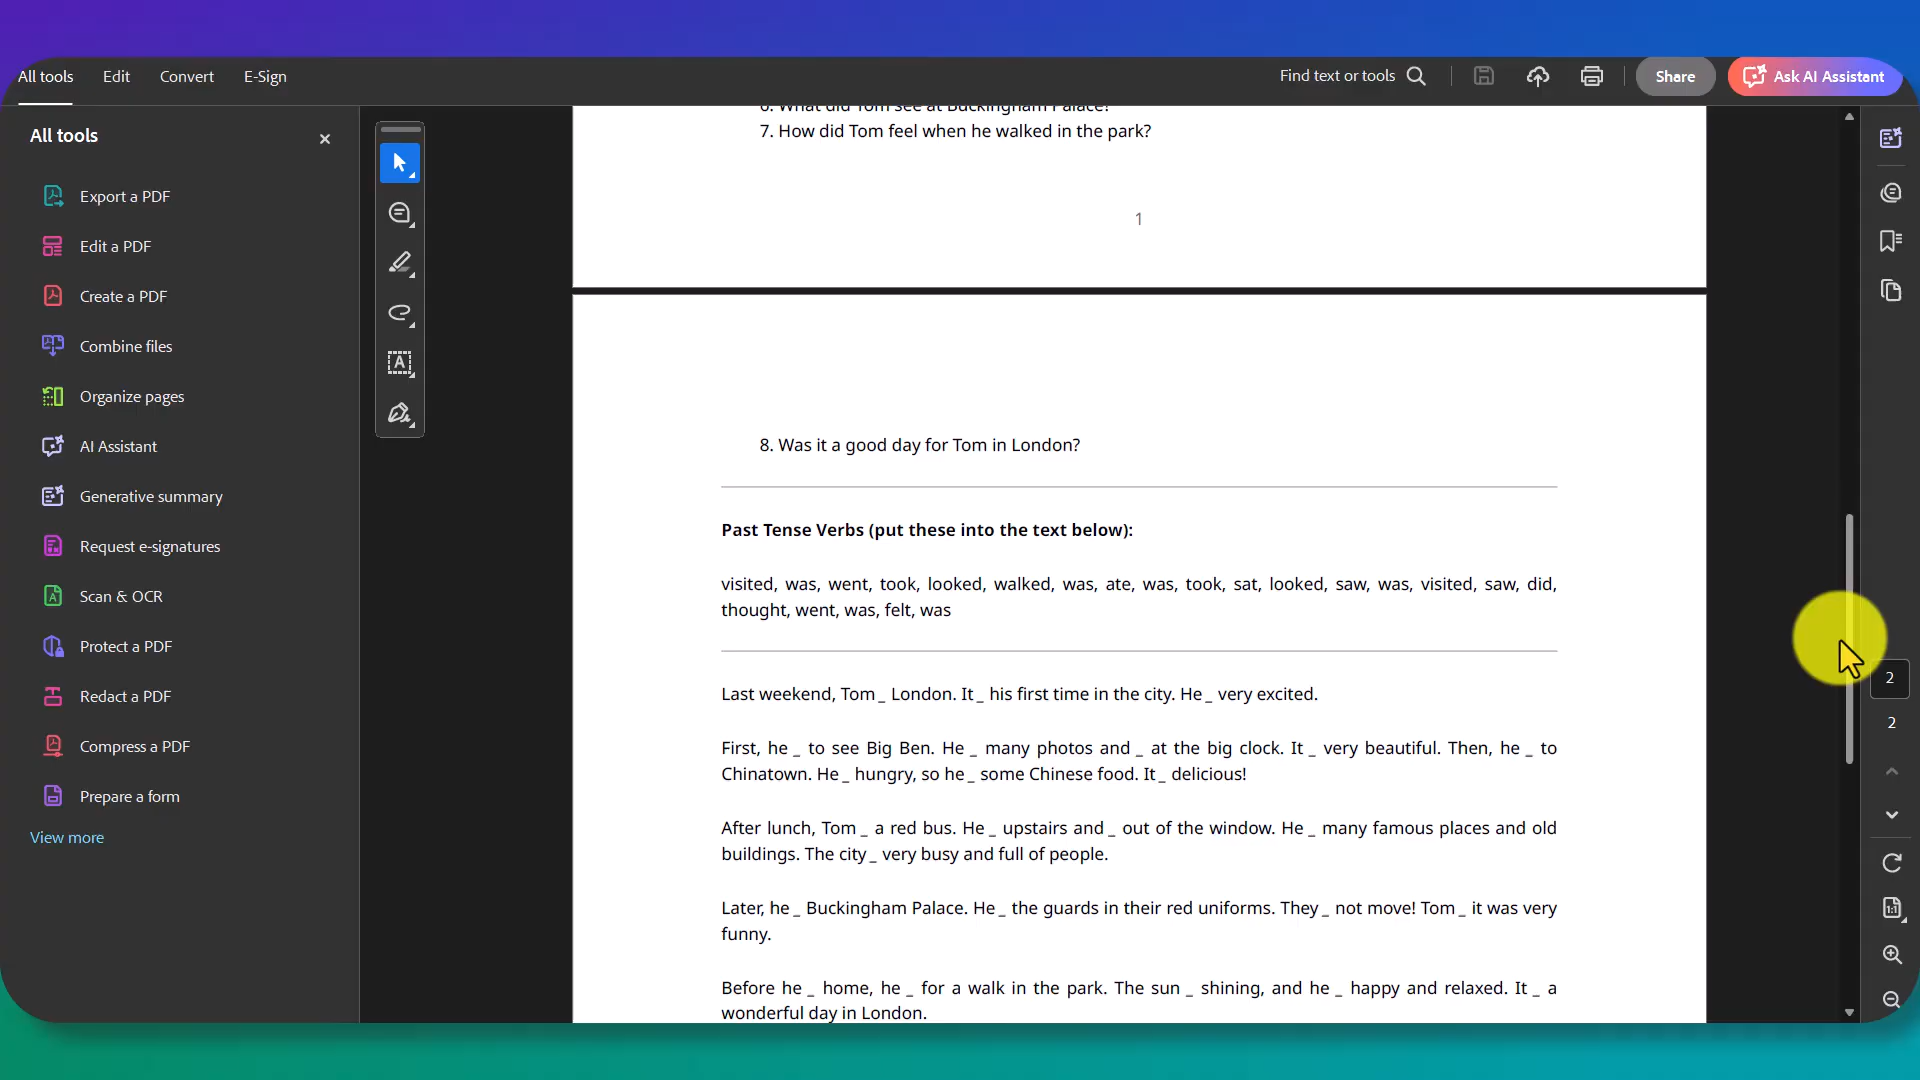 All tools Edit Convert E-Sign Find text or tools Share Ask AI Assistant
All tools
Export a PDF
Edit a PDF
Create a PDF
Combine files
Organize pages
AI Assistant
Generative summary
Request e-signatures
Scan & OCR
Protect a PDF
Redact a PDF
Compress a PDF
Prepare a form
View more
6. What did Tom see at Buckingham Palace?
7. How did Tom feel when he walked in the park?
1
8. Was it a good day for Tom in London?
Past Tense Verbs (put these into the text below):
visited, was, went, took, looked, walked, was, ate, was, took, sat, looked, saw, was, visited, saw, did,
thought, went, was, felt, was
Last weekend, Tom _ London. It _ his first time in the city. He _ very excited.
First, he _ to see Big Ben. He _ many photos and _ at the big clock. It _ very beautiful. Then, he _ to
Chinatown. He _ hungry, so he _ some Chinese food. It _ delicious!
After lunch, Tom _ a red bus. He _ upstairs and _ out of the window. He _ many famous places and old
buildings. The city _ very busy and full of people.
Later, he _ Buckingham Palace. He _ the guards in their red uniforms. They _ not move! Tom _ it was very
funny.
Before he _ home, he _ for a walk in the park. The sun _ shining, and he _ happy and relaxed. It _ a
wonderful day in London.
2
2